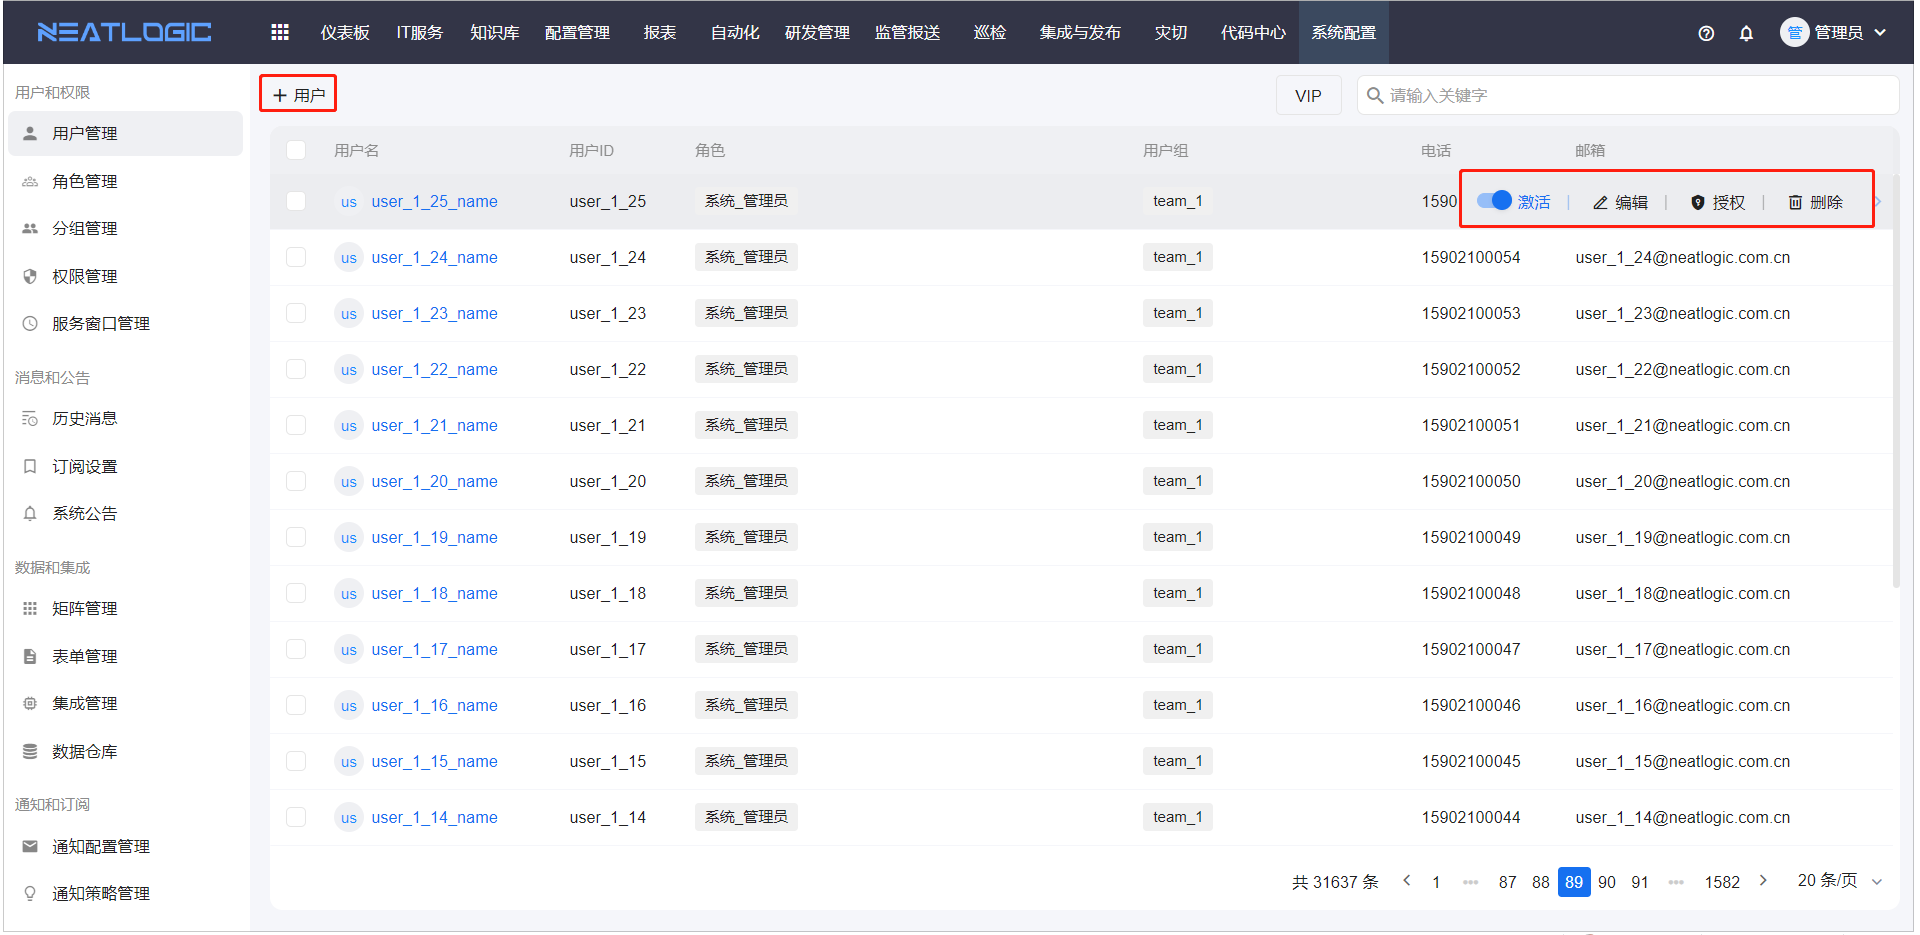 NEATLOGIC
仪表板 IT服务 知识库 配置管理 报表 自动化 研发管理 监管报送 巡检 集成与发布 灾切 代码中心 系统配置
管 管理员
用户和权限
用户管理
角色管理
分组管理
权限管理
服务窗口管理
消息和公告
历史消息
订阅设置
系统公告
数据和集成
矩阵管理
表单管理
集成管理
数据仓库
通知和订阅
通知配置管理
通知策略管理
+ 用户
VIP
请输入关键字
用户名 用户ID 角色 用户组 电话 邮箱
us user_1_25_name user_1_25 系统_管理员 team_1 1590 激活 编辑 授权 删除
us user_1_24_name user_1_24 系统_管理员 team_1 15902100054 user_1_24@neatlogic.com.cn
us user_1_23_name user_1_23 系统_管理员 team_1 15902100053 user_1_23@neatlogic.com.cn
us user_1_22_name user_1_22 系统_管理员 team_1 15902100052 user_1_22@neatlogic.com.cn
us user_1_21_name user_1_21 系统_管理员 team_1 15902100051 user_1_21@neatlogic.com.cn
us user_1_20_name user_1_20 系统_管理员 team_1 15902100050 user_1_20@neatlogic.com.cn
us user_1_19_name user_1_19 系统_管理员 team_1 15902100049 user_1_19@neatlogic.com.cn
us user_1_18_name user_1_18 系统_管理员 team_1 15902100048 user_1_18@neatlogic.com.cn
us user_1_17_name user_1_17 系统_管理员 team_1 15902100047 user_1_17@neatlogic.com.cn
us user_1_16_name user_1_16 系统_管理员 team_1 15902100046 user_1_16@neatlogic.com.cn
us user_1_15_name user_1_15 系统_管理员 team_1 15902100045 user_1_15@neatlogic.com.cn
us user_1_14_name user_1_14 系统_管理员 team_1 15902100044 user_1_14@neatlogic.com.cn
共 31637 条 1 ••• 87 88 89 90 91 ••• 1582 20 条/页